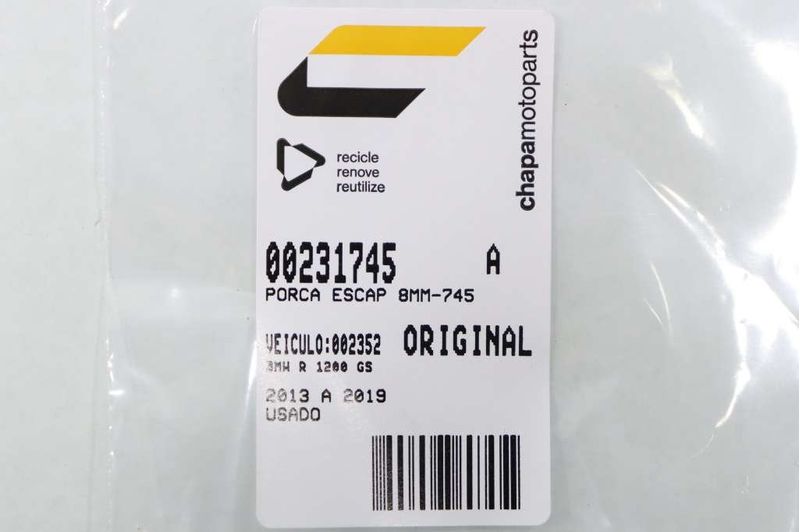 chapamotoparts
recicle
renove
reutilize
00231745 A
PORCA ESCAP 8MM-745
VEICULO:002352 ORIGINAL
BMW R 1200 GS
2013 A 2019
USADO